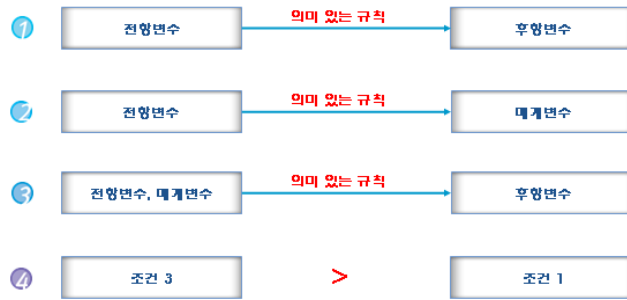 1 전항변수 의미 있는 규칙 후항변수
2 전항변수 의미 있는 규칙 매개변수
3 전항변수, 매개변수 의미 있는 규칙 후항변수
4 조건 3 > 조건 1